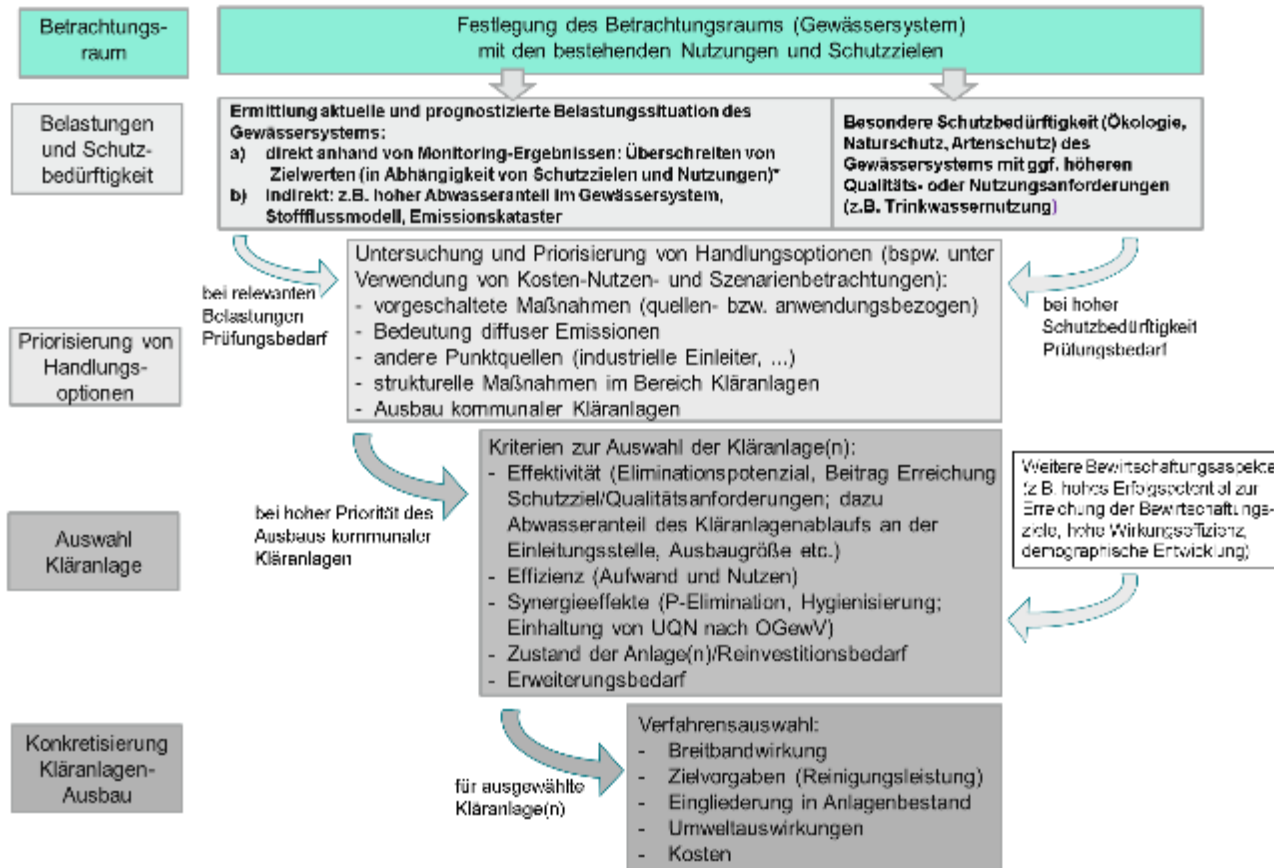 Betrachtungs-
raum
Festlegung des Betrachtungsraums (Gewässersystem)
mit den bestehenden Nutzungen und Schutzzielen
Belastungen
und Schutz-
bedürftigkeit
Ermittlung aktuelle und prognostizierte Belastungssituation des
Gewässersystems:
a) direkt anhand von Monitoring-Ergebnissen: Überschreiten von
Zielwerten (in Abhängigkeit von Schutzzielen und Nutzungen)*
b) indirekt: z.B. hoher Abwasseranteil im Gewässersystem,
Stoffflussmodell, Emissionskataster
Besondere Schutzbedürftigkeit (Ökologie,
Naturschutz, Artenschutz) des
Gewässersystems mit ggf. höheren
Qualitäts- oder Nutzungsanforderungen
(z.B. Trinkwassernutzung)
bei relevanten
Belastungen
Prüfungsbedarf
Priorisierung von
Handlungs-
optionen
Untersuchung und Priorisierung von Handlungsoptionen (bspw. unter
Verwendung von Kosten-Nutzen- und Szenarienbetrachtungen):
- vorgeschaltete Maßnahmen (quellen- bzw. anwendungsbezogen)
- Bedeutung diffuser Emissionen
- andere Punktquellen (industrielle Einleiter, ...)
- strukturelle Maßnahmen im Bereich Kläranlagen
- Ausbau kommunaler Kläranlagen
bei hoher
Schutzbedürftigkeit
Prüfungsbedarf
bei hoher Priorität des
Ausbaus kommunaler
Kläranlagen
Auswahl
Kläranlage
Kriterien zur Auswahl der Kläranlage(n):
- Effektivität (Eliminationspotenzial, Beitrag Erreichung
Schutzziel/Qualitätsanforderungen; dazu
Abwasseranteil des Kläranlagenablaufs an der
Einleitungsstelle, Ausbaugröße etc.)
- Effizienz (Aufwand und Nutzen)
- Synergieeffekte (P-Elimination, Hygienisierung;
Einhaltung von UQN nach OGewV)
- Zustand der Anlage(n)/Reinvestitionsbedarf
- Erweiterungsbedarf
Weitere Bewirtschaftungsaspekte
(z.B. hohes Erfolgspotential zur
Erreichung der Bewirtschaftungs-
ziele, hohe Wirkungseffizienz,
demographische Entwicklung)
Konkretisierung
Kläranlagen-
Ausbau
für ausgewählte
Kläranlage(n)
Verfahrensauswahl:
- Breitbandwirkung
- Zielvorgaben (Reinigungsleistung)
- Eingliederung in Anlagenbestand
- Umweltauswirkungen
- Kosten